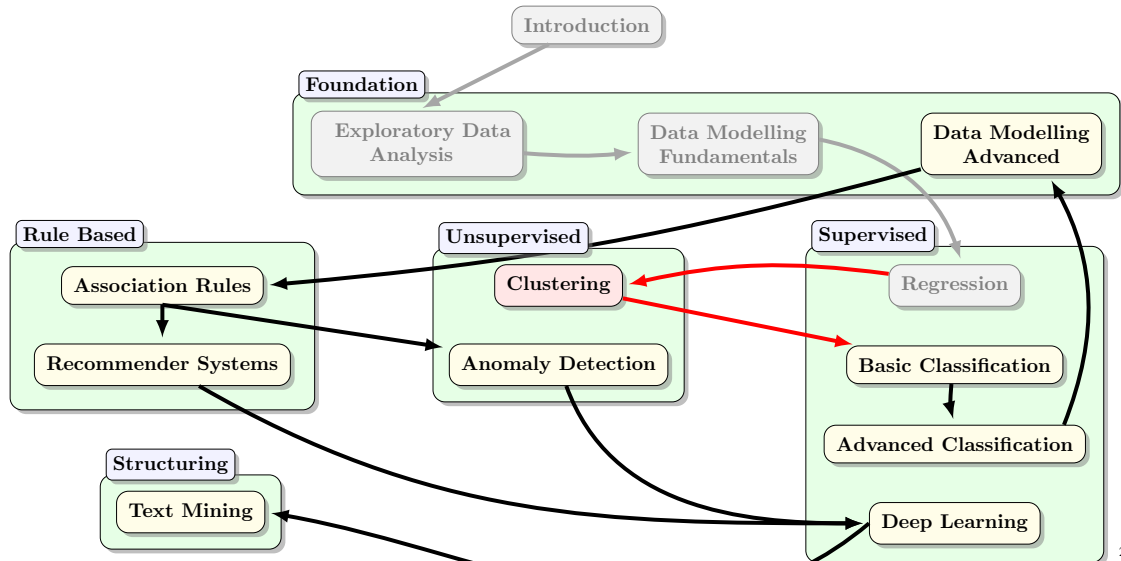 Introduction
Foundation
Exploratory Data
Analysis
Data Modelling
Fundamentals
Data Modelling
Advanced
Rule Based
Association Rules
Recommender Systems
Unsupervised
Clustering
Anomaly Detection
Supervised
Regression
Basic Classification
Advanced Classification
Deep Learning
Structuring
Text Mining